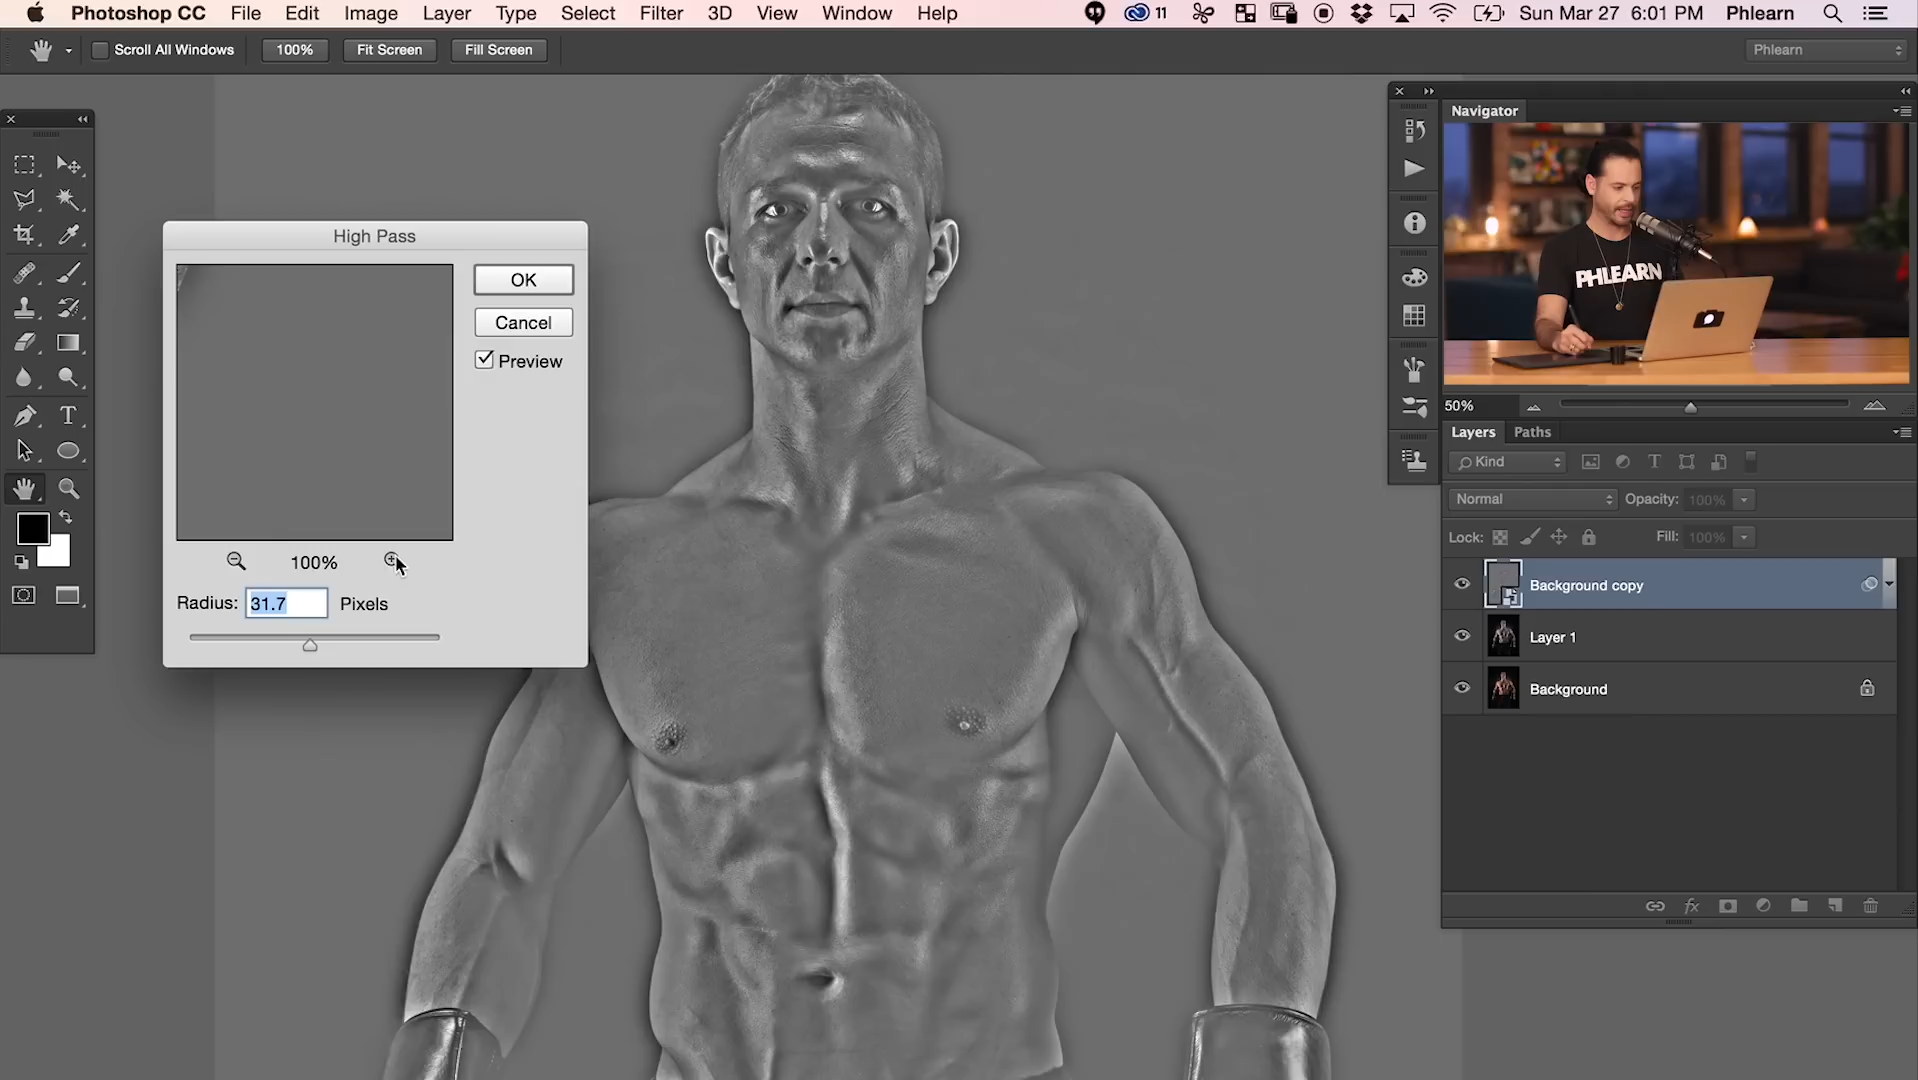 Photoshop CC File Edit Image Layer Type Select Filter 3D View Window Help 11 Sun Mar 27 6:01 PM Phlearn
Scroll All Windows 100% Fit Screen Fill Screen Phlearn
Navigator
PHLEARN
High Pass
OK
Cancel
Preview
100%
Radius: 31.7 Pixels
50%
Layers Paths
Kind
Normal Opacity: 100%
Lock: Fill: 100%
Background copy
Layer 1
Background